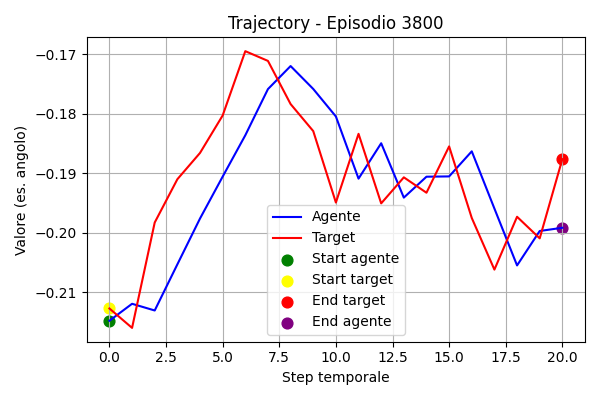 Trajectory - Episodio 3800
Valore (es. angolo)
−0.17
−0.18
−0.19
−0.20
−0.21
Agente
Target
Start agente
Start target
End target
End agente
0.0 2.5 5.0 7.5 10.0 12.5 15.0 17.5 20.0
Step temporale